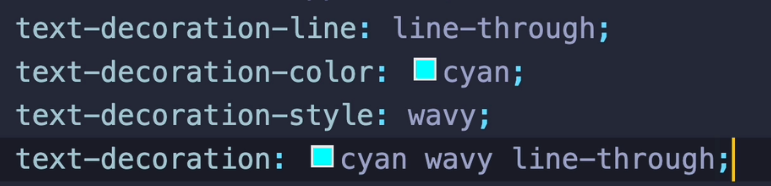 text-decoration-line: line-through;
text-decoration-color: cyan;
text-decoration-style: wavy;
text-decoration: cyan wavy line-through;